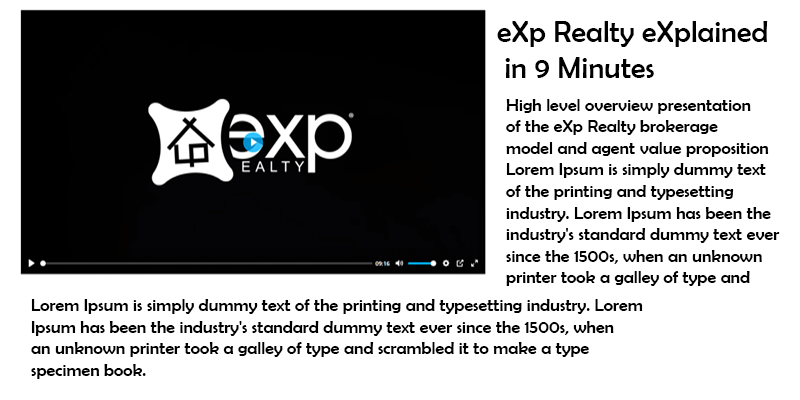 eXp Realty eXplained
in 9 Minutes
exp®
REALTY
09:16
High level overview presentation
of the eXp Realty brokerage
model and agent value proposition
Lorem Ipsum is simply dummy text
of the printing and typesetting
industry. Lorem Ipsum has been the
industry's standard dummy text ever
since the 1500s, when an unknown
printer took a galley of type and
Lorem Ipsum is simply dummy text of the printing and typesetting industry. Lorem
Ipsum has been the industry's standard dummy text ever since the 1500s, when
an unknown printer took a galley of type and scrambled it to make a type
specimen book.